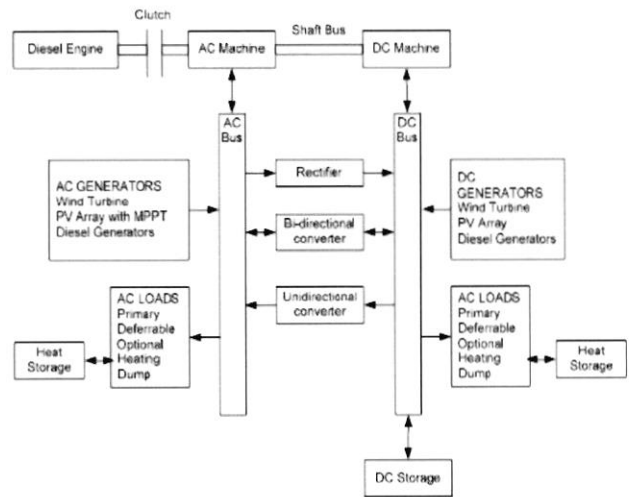 Clutch
Diesel Engine
AC Machine
Shaft Bus
DC Machine
AC
Bus
DC
Bus
Rectifier
AC GENERATORS
Wind Turbine
PV Array with MPPT
Diesel Generators
Bi-directional
converter
DC
GENERATORS
Wind Turbine
PV Array
Diesel Generators
Unidirectional
converter
AC LOADS
Primary
Deferrable
Optional
Heating
Dump
Heat
Storage
AC LOADS
Primary
Deferrable
Optional
Heating
Dump
Heat
Storage
DC Storage